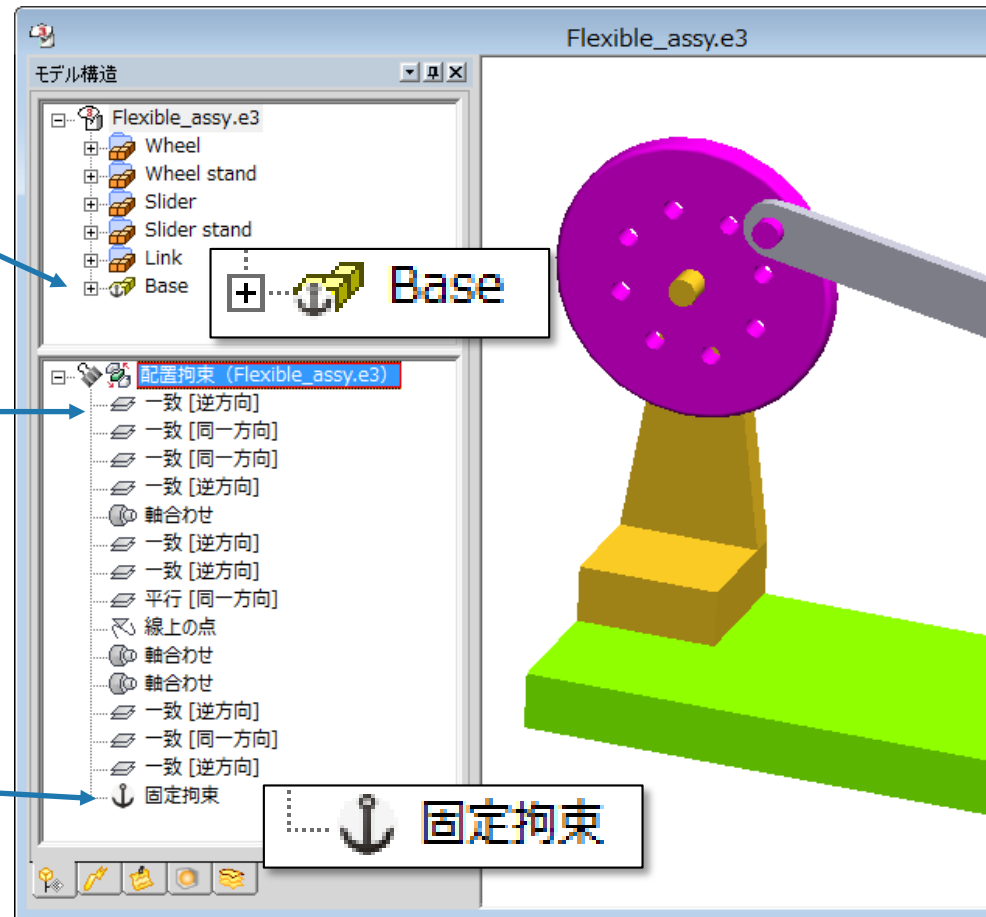 Flexible_assy.e3
モデル構造
Flexible_assy.e3
Wheel
Wheel stand
Slider
Slider stand
Link
Base
Base
配置拘束（Flexible_assy.e3）
一致 [逆方向]
一致 [同一方向]
一致 [同一方向]
一致 [逆方向]
軸合わせ
一致 [逆方向]
一致 [逆方向]
平行 [同一方向]
線上の点
軸合わせ
軸合わせ
一致 [逆方向]
一致 [同一方向]
一致 [逆方向]
固定拘束
固定拘束